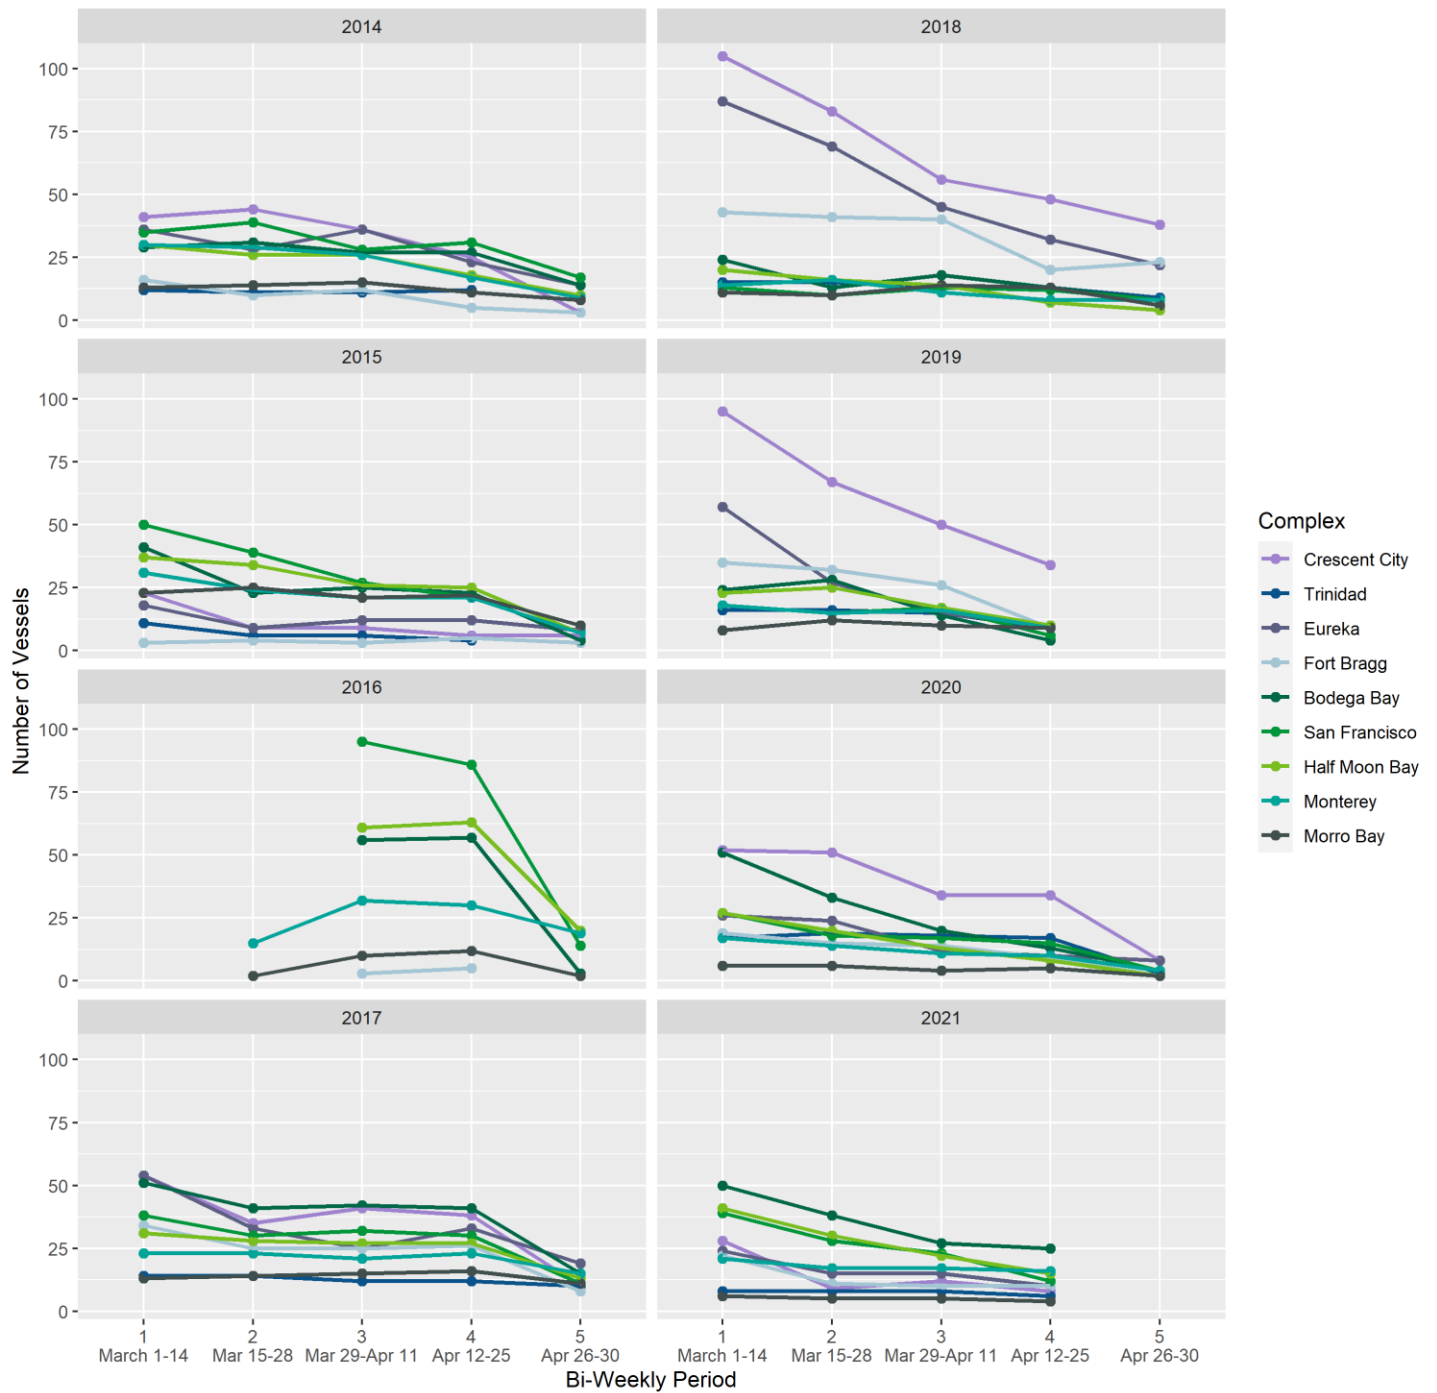 2014
2018
100
75
50
25
0
2015
2019
100
75
50
25
0
Number of Vessels
2016
2020
100
75
50
25
0
2017
2021
100
75
50
25
0
1 2 3 4 5 1 2 3 4 5
March 1-14 Mar 15-28 Mar 29-Apr 11 Apr 12-25 Apr 26-30 March 1-14 Mar 15-28 Mar 29-Apr 11 Apr 12-25 Apr 26-30
Bi-Weekly Period
Complex
Crescent City
Trinidad
Eureka
Fort Bragg
Bodega Bay
San Francisco
Half Moon Bay
Monterey
Morro Bay